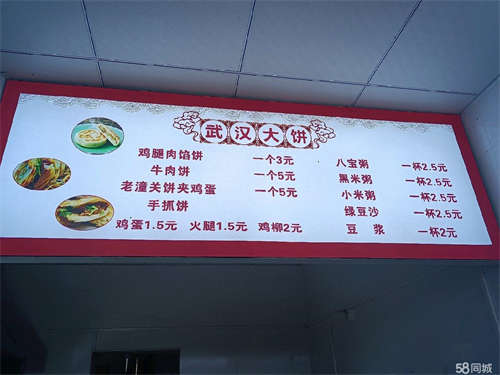 武汉大饼
鸡腿肉馅饼 一个3元
牛肉饼 一个5元
老潼关饼夹鸡蛋 一个5元
手抓饼
鸡蛋1.5元 火腿1.5元 鸡柳2元
八宝粥 一杯2.5元
黑米粥 一杯2.5元
小米粥 一杯2.5元
绿豆沙 一杯2.5元
豆浆 一杯2元
58同城